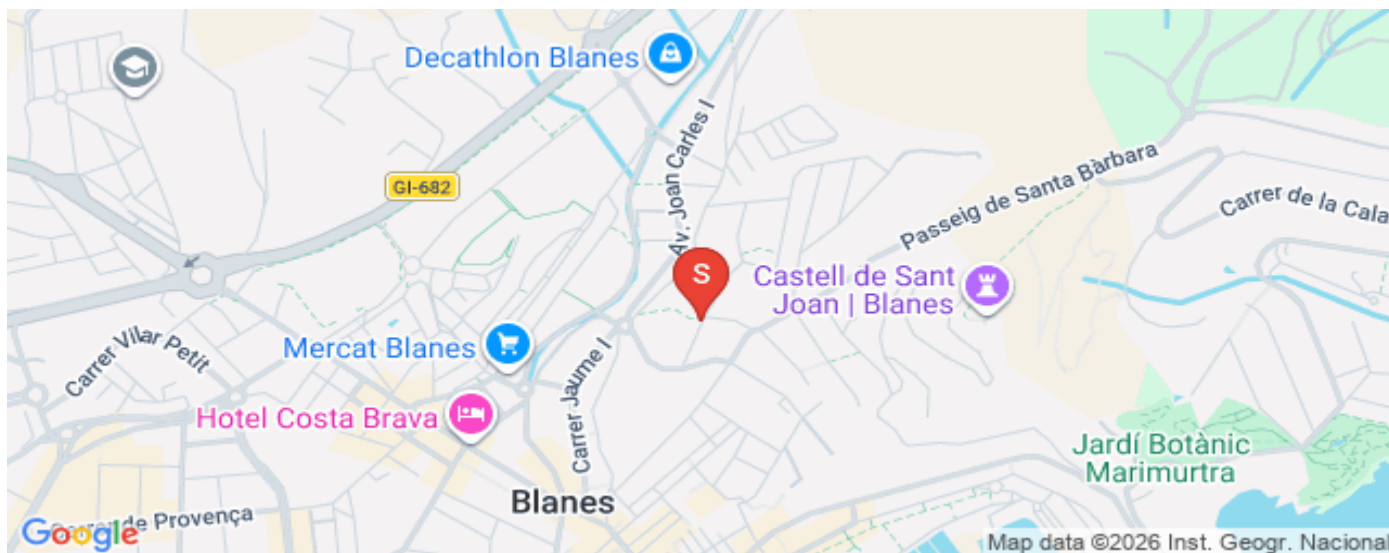 Decathlon Blanes
GI-682
Av. Joan Carles I
Passeig de Santa Bàrbara
Carrer de la Cala
S
Castell de Sant
Joan | Blanes
Carrer Vilar Petit
Mercat Blanes
Carrer Jaume I
Hotel Costa Brava
Jardí Botànic
Marimurtra
Blanes
de Provença
Google
Map data ©2026 Inst. Geogr. Nacional